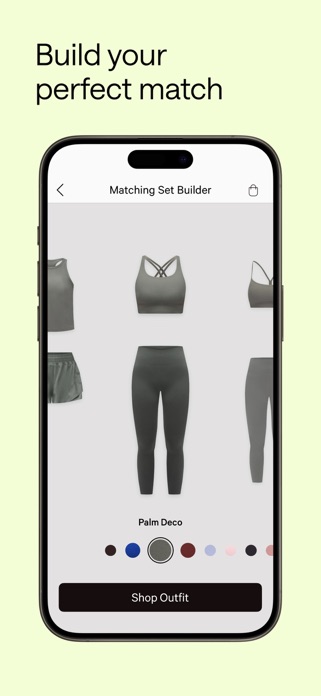 Build your
perfect match
Matching Set Builder
Palm Deco
Shop Outfit